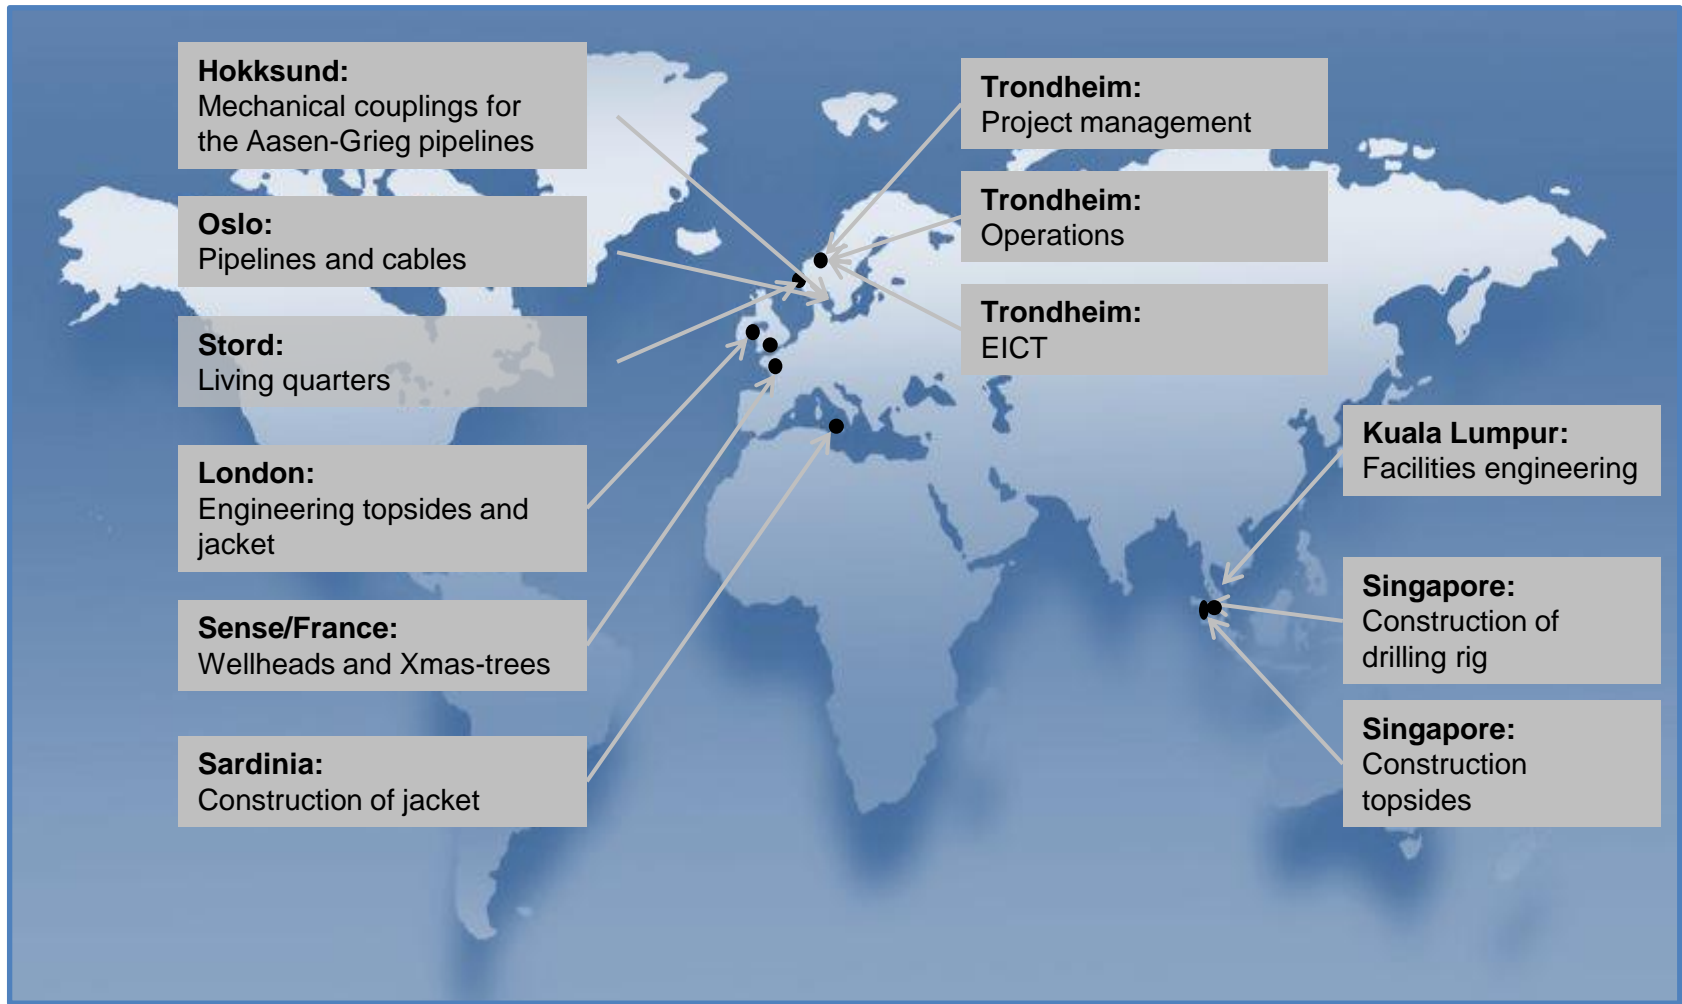 Hokksund:
Mechanical couplings for
the Aasen-Grieg pipelines
Oslo:
Pipelines and cables
Stord:
Living quarters
London:
Engineering topsides and
jacket
Sense/France:
Wellheads and Xmas-trees
Sardinia:
Construction of jacket
Trondheim:
Project management
Trondheim:
Operations
Trondheim:
EICT
Kuala Lumpur:
Facilities engineering
Singapore:
Construction of
drilling rig
Singapore:
Construction
topsides